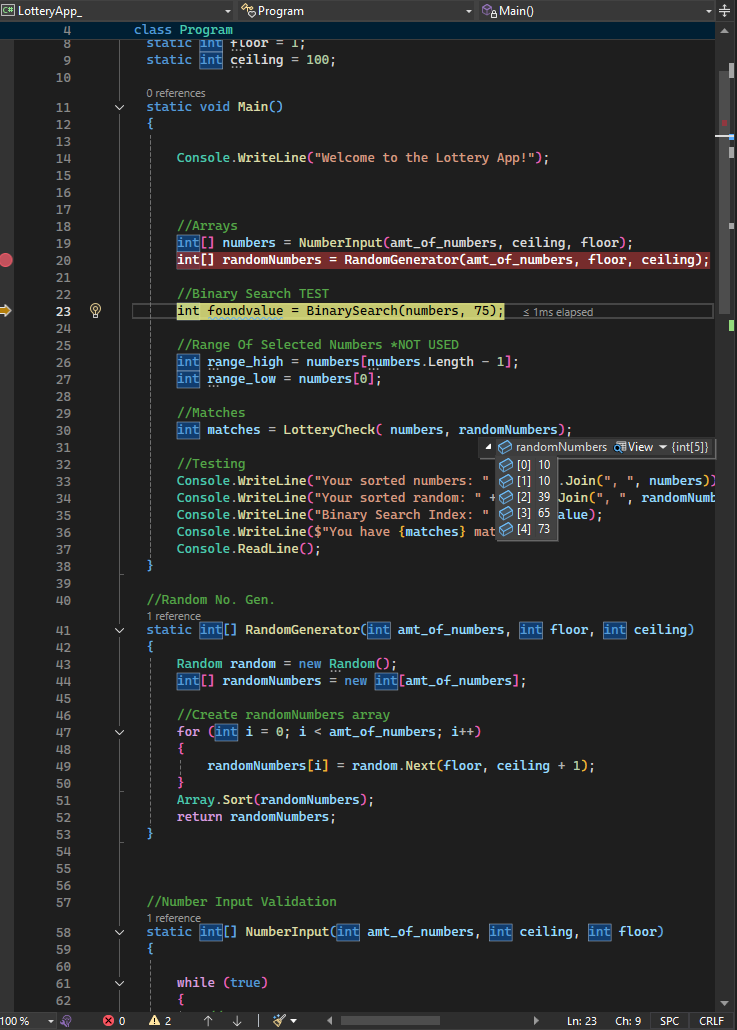 C# LotteryApp_ Program Main()
4 class Program
8 static int floor = 1;
9 static int ceiling = 100;
10
0 references
11 static void Main()
12 {
13
14 Console.WriteLine("Welcome to the Lottery App!");
15
16
17
18 //Arrays
19 int[] numbers = NumberInput(amt_of_numbers, ceiling, floor);
20 int[] randomNumbers = RandomGenerator(amt_of_numbers, floor, ceiling);
21
22 //Binary Search TEST
23 int foundvalue = BinarySearch(numbers, 75); ≤ 1ms elapsed
24
25 //Range Of Selected Numbers *NOT USED
26 int range_high = numbers[numbers.Length - 1];
27 int range_low = numbers[0];
28
29 //Matches
30 int matches = LotteryCheck( numbers, randomNumbers);
31 randomNumbers View {int[5]}
32 //Testing [0] 10
33 Console.WriteLine("Your sorted numbers: " [1] 10 .Join(", ", numbers))
34 Console.WriteLine("Your sorted random: " + [2] 39 Join(", ", randomNumb
35 Console.WriteLine("Binary Search Index: " [3] 65 alue);
36 Console.WriteLine($"You have {matches} mat [4] 73
37 Console.ReadLine();
38 }
39
40 //Random No. Gen.
1 reference
41 static int[] RandomGenerator(int amt_of_numbers, int floor, int ceiling)
42 {
43 Random random = new Random();
44 int[] randomNumbers = new int[amt_of_numbers];
45
46 //Create randomNumbers array
47 for (int i = 0; i < amt_of_numbers; i++)
48 {
49 randomNumbers[i] = random.Next(floor, ceiling + 1);
50 }
51 Array.Sort(randomNumbers);
52 return randomNumbers;
53 }
54
55
56
57 //Number Input Validation
1 reference
58 static int[] NumberInput(int amt_of_numbers, int ceiling, int floor)
59 {
60
61 while (true)
62 {
100 % 0 2 Ln: 23 Ch: 9 SPC CRLF